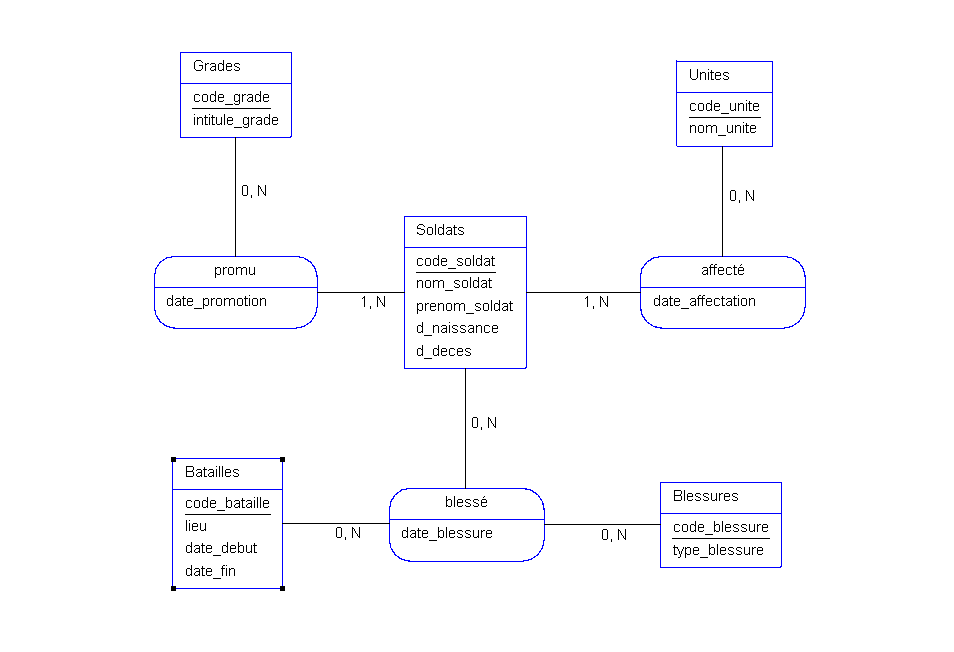 Grades
code_grade
intitule_grade
Unites
code_unite
nom_unite
0, N
0, N
Soldats
code_soldat
nom_soldat
prenom_soldat
d_naissance
d_deces
promu
date_promotion
1, N
1, N
affecté
date_affectation
0, N
Batailles
code_bataille
lieu
date_debut
date_fin
0, N
blessé
date_blessure
0, N
Blessures
code_blessure
type_blessure